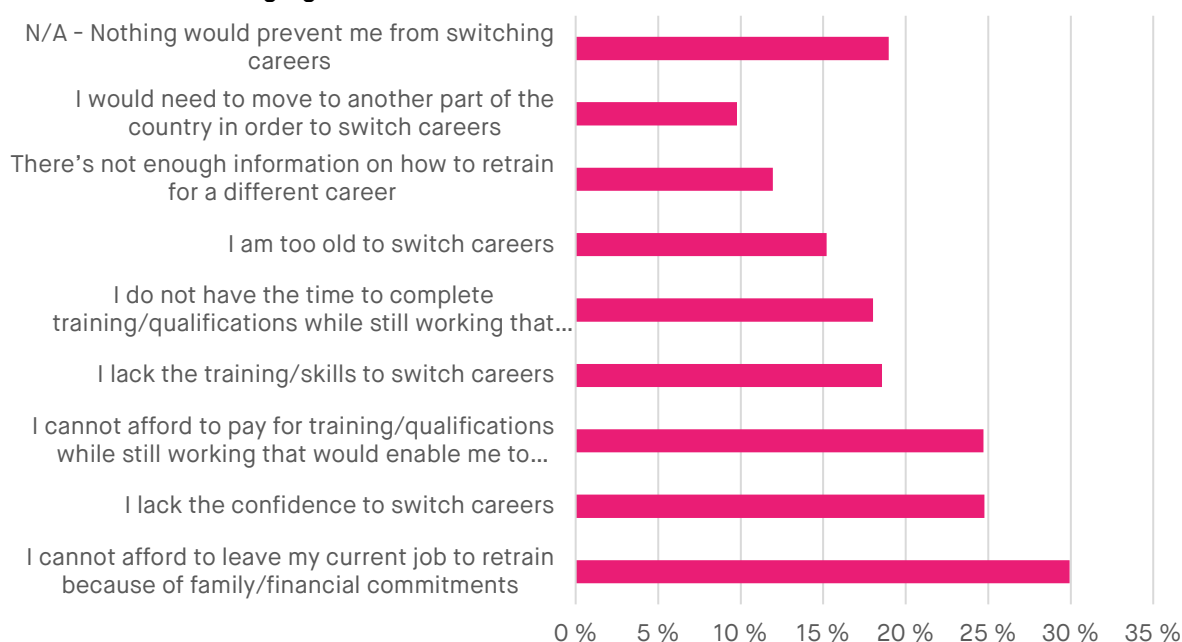 N/A - Nothing would prevent me from switching
careers
I would need to move to another part of the
country in order to switch careers
There’s not enough information on how to retrain
for a different career
I am too old to switch careers
I do not have the time to complete
training/qualifications while still working that...
I lack the training/skills to switch careers
I cannot afford to pay for training/qualifications
while still working that would enable me to...
I lack the confidence to switch careers
I cannot afford to leave my current job to retrain
because of family/financial commitments
0 % 5 % 10 % 15 % 20 % 25 % 30 % 35 %